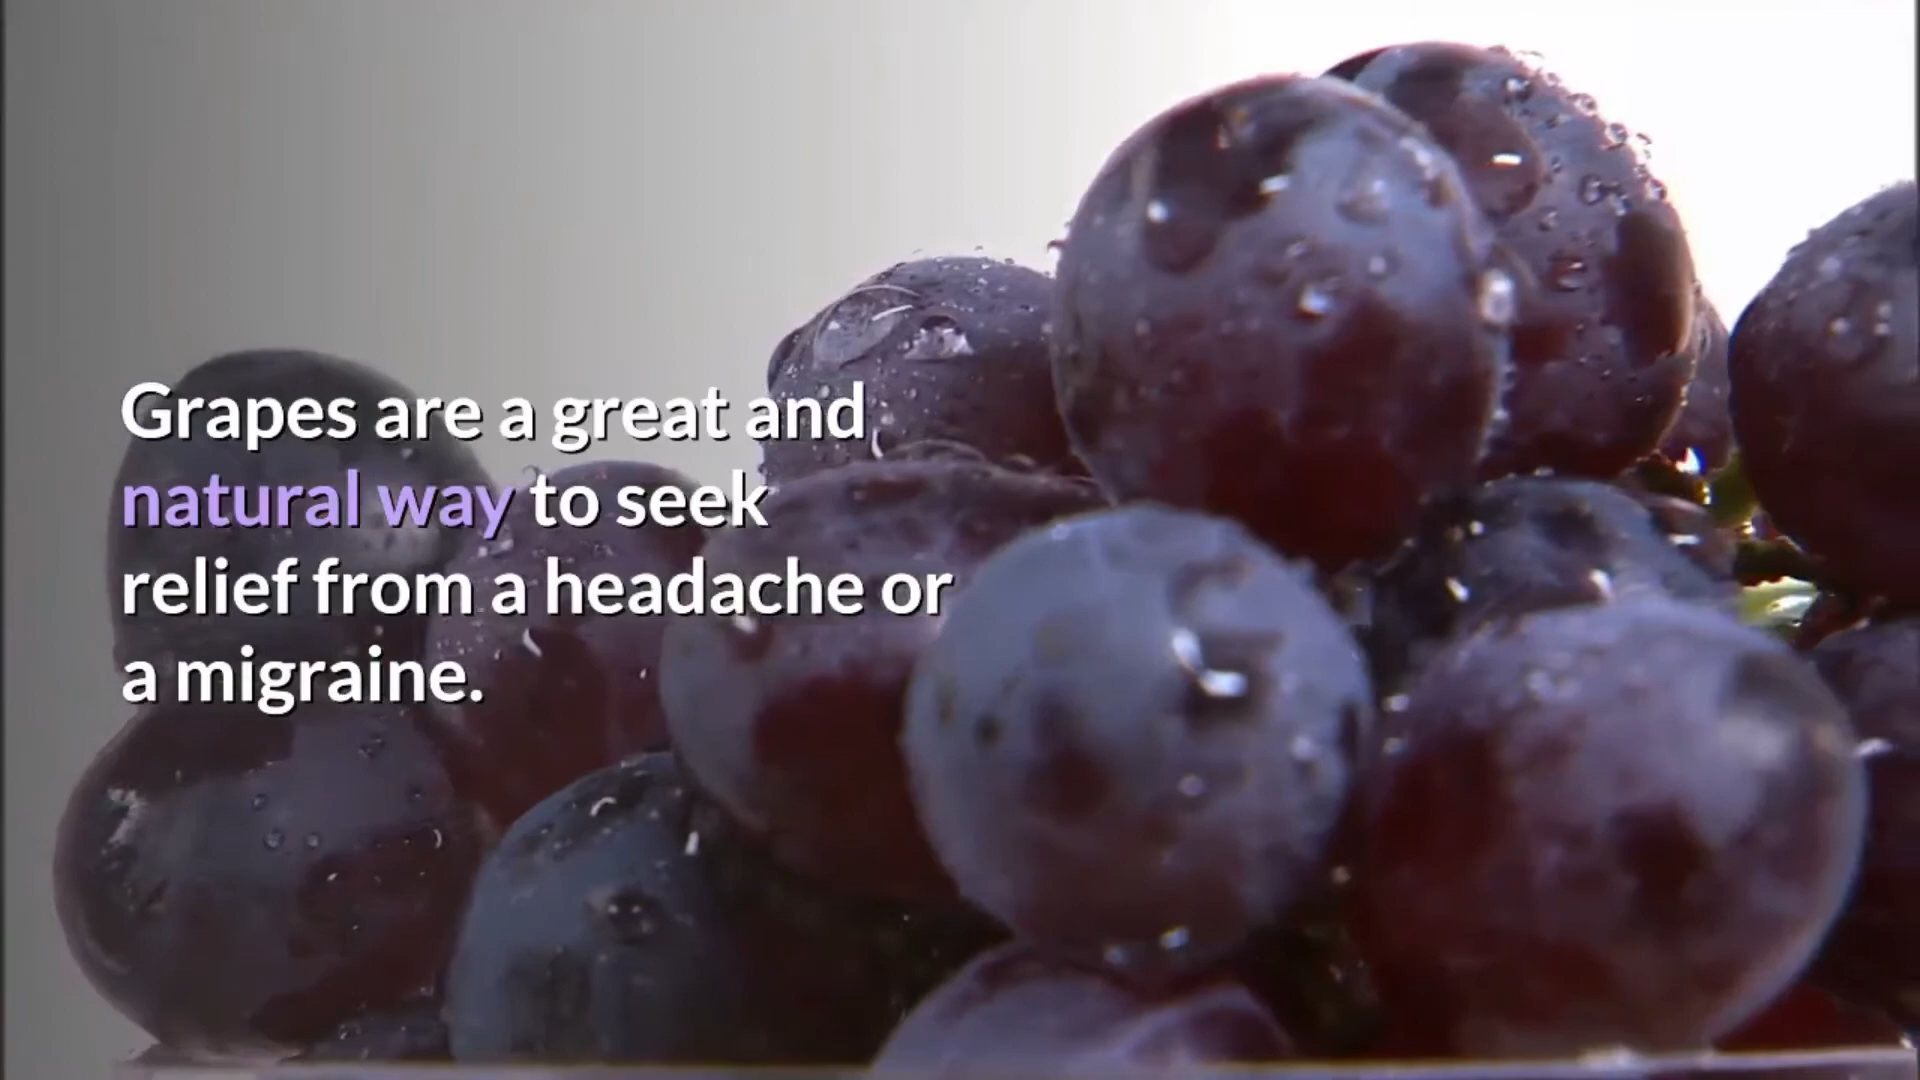 Grapes are a great and
natural way to seek
relief from a headache or
a migraine.